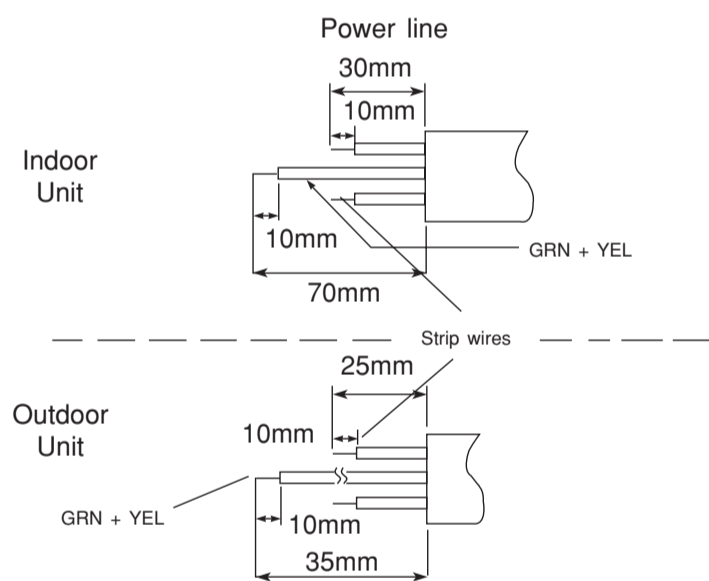 Power line
30mm
10mm
Indoor
Unit
10mm
GRN + YEL
70mm
Strip wires
25mm
Outdoor
Unit
10mm
GRN + YEL
10mm
35mm